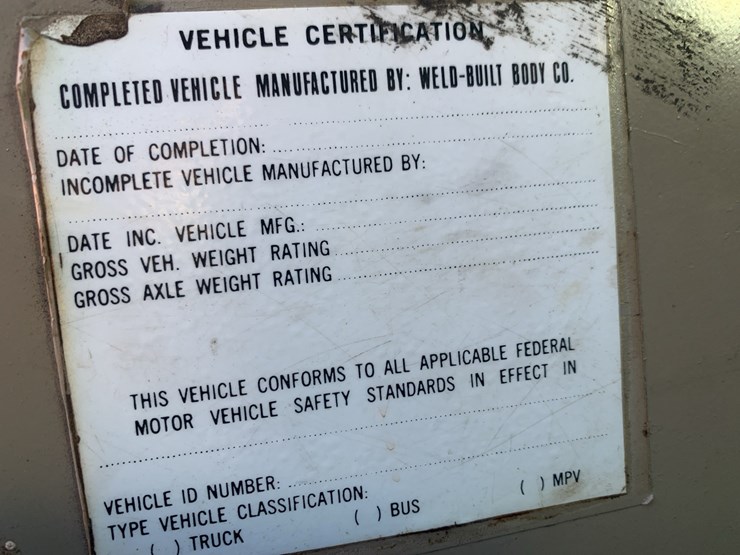 VEHICLE CERTIFICATION
COMPLETED VEHICLE MANUFACTURED BY: WELD-BUILT BODY CO.
DATE OF COMPLETION:
INCOMPLETE VEHICLE MANUFACTURED BY:
DATE INC. VEHICLE MFG.:
GROSS VEH. WEIGHT RATING
GROSS AXLE WEIGHT RATING
THIS VEHICLE CONFORMS TO ALL APPLICABLE FEDERAL
MOTOR VEHICLE SAFETY STANDARDS IN EFFECT IN
VEHICLE ID NUMBER:
TYPE VEHICLE CLASSIFICATION:
( ) TRUCK ( ) BUS ( ) MPV